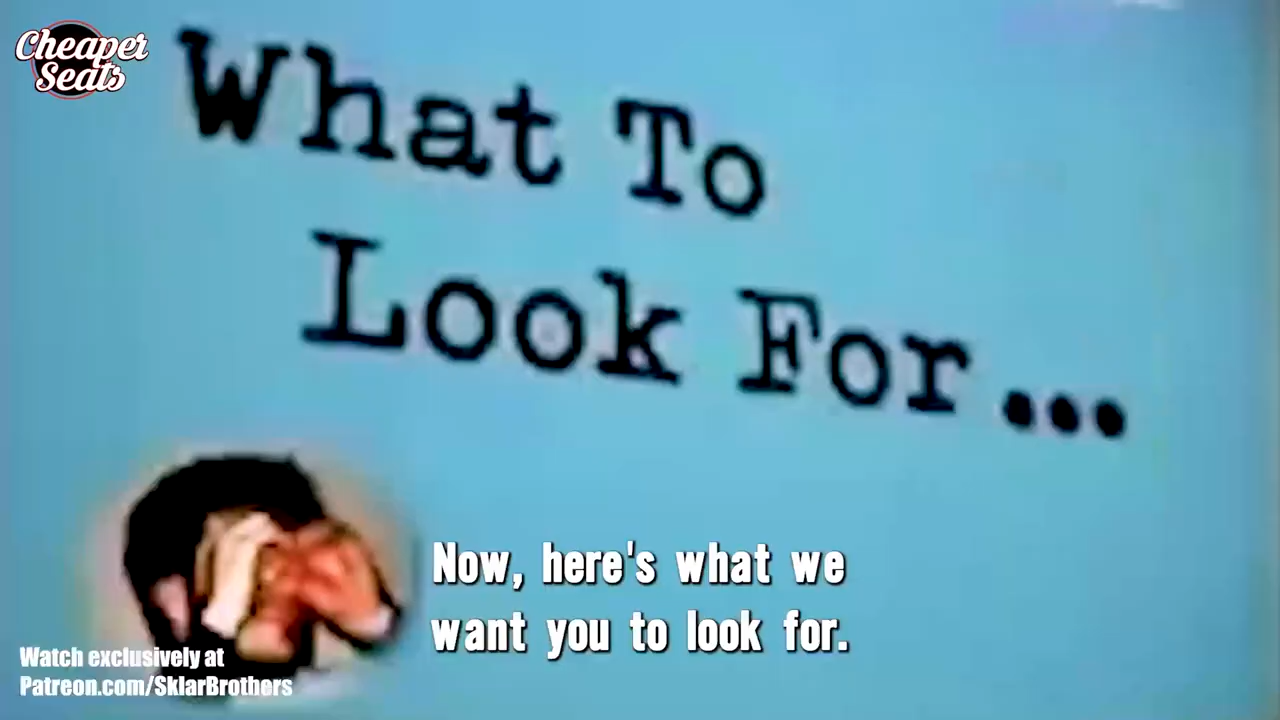 Cheaper
Seats
What To
Look For...
Now, here's what we
want you to look for.
Watch exclusively at
Patreon.com/SklarBrothers